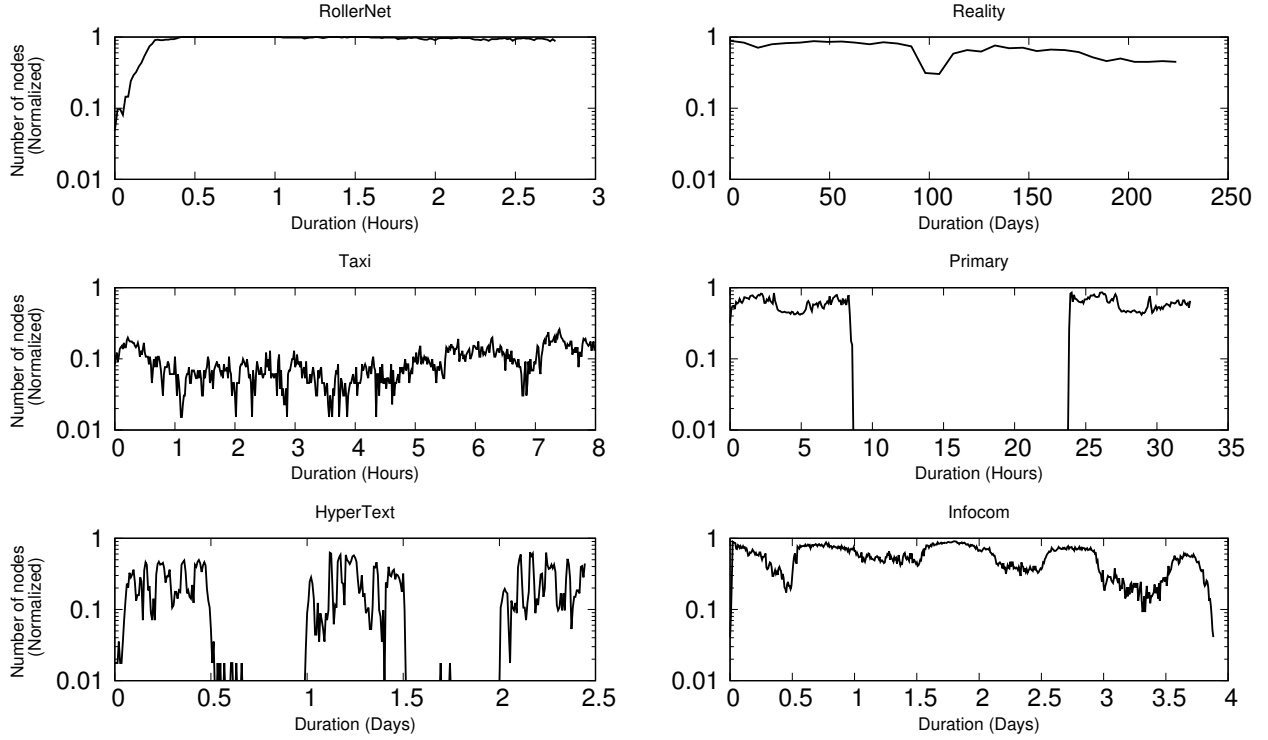 RollerNet
Number of nodes
(Normalized)
1
0.1
0.01
0 0.5 1 1.5 2 2.5 3
Duration (Hours)
Reality
1
0.1
0.01
0 50 100 150 200 250
Duration (Days)
Taxi
Number of nodes
(Normalized)
1
0.1
0.01
0 1 2 3 4 5 6 7 8
Duration (Hours)
Primary
1
0.1
0.01
0 5 10 15 20 25 30 35
Duration (Hours)
HyperText
Number of nodes
(Normalized)
1
0.1
0.01
0 0.5 1 1.5 2 2.5
Duration (Days)
Infocom
1
0.1
0.01
0 0.5 1 1.5 2 2.5 3 3.5 4
Duration (Days)